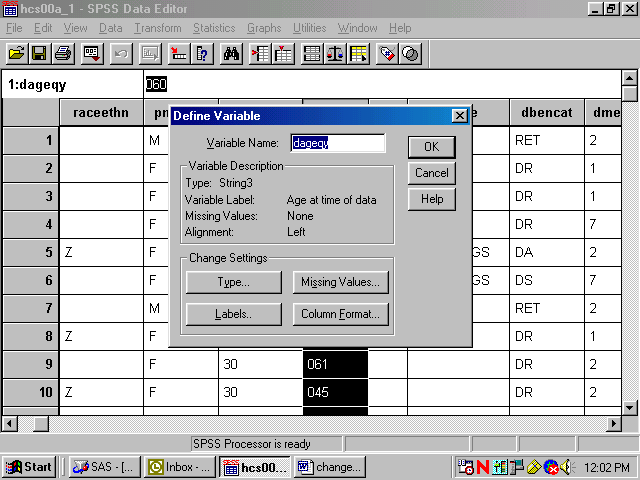 hcs00a_1 - SPSS Data Editor
File Edit View Data Transform Statistics Graphs Utilities Window Help
1:dageqy 060
raceethn pn e dbencat dme
1 M RET 2
2 F DR 1
3 F DR 1
4 F DR 7
5 Z F GS DA 2
6 F GS DS 7
7 M RET 2
8 Z F DR 1
9 F 30 061 DR 2
10 Z F 30 045 DR 2
Define Variable
Variable Name: dageqy
OK
Variable Description
Type: String3
Variable Label: Age at time of data
Missing Values: None
Alignment: Left
Cancel
Help
Change Settings
Type...
Missing Values...
Labels..
Column Format...
SPSS Processor is ready
Start SAS - [... Inbox - ... hcs00... change... 12:02 PM